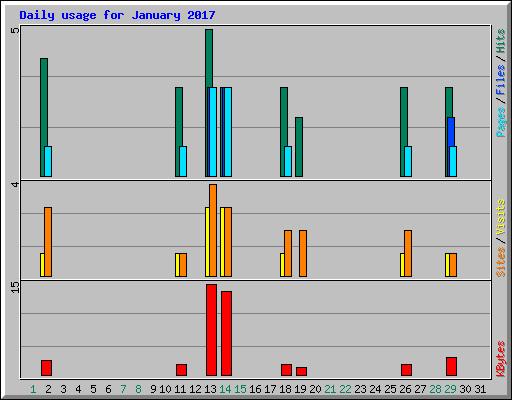 Daily usage for January 2017
5
Pages/Files/Hits
4
Sites/Visits
15
KBytes
1 2 3 4 5 6 7 8 9 10 11 12 13 14 15 16 17 18 19 20 21 22 23 24 25 26 27 28 29 30 31